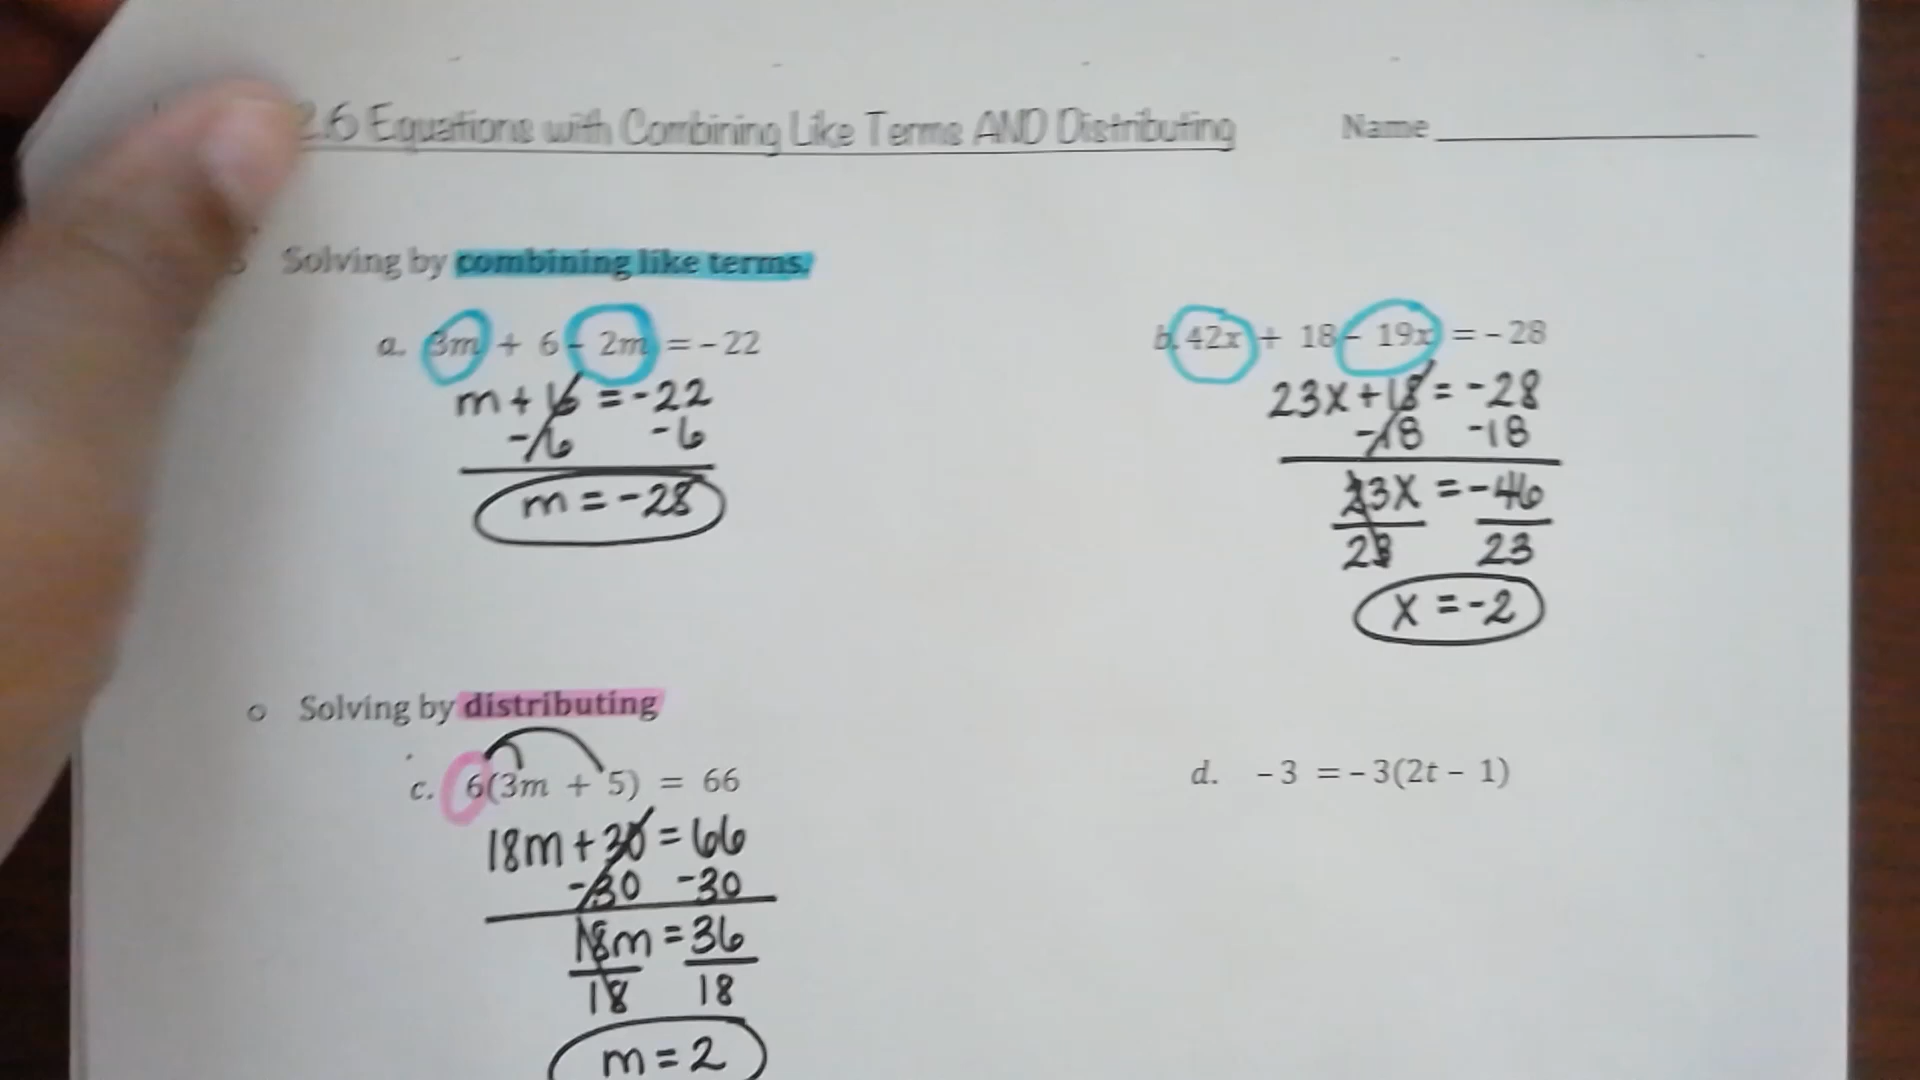 2.6 Equations with Combining Like Terms AND Distributing Name
Solving by combining like terms.
a. 3m + 6 - 2m = -22
m + 6 = -22
-6 -6
m = -28
b. 42x + 18 - 19x = -28
23x + 18 = -28
-18 -18
23x = -46
23 23
x = -2
o Solving by distributing
c. 6(3m + 5) = 66
18m + 30 = 66
-30 -30
18m = 36
18 18
m = 2
d. -3 = -3(2t - 1)